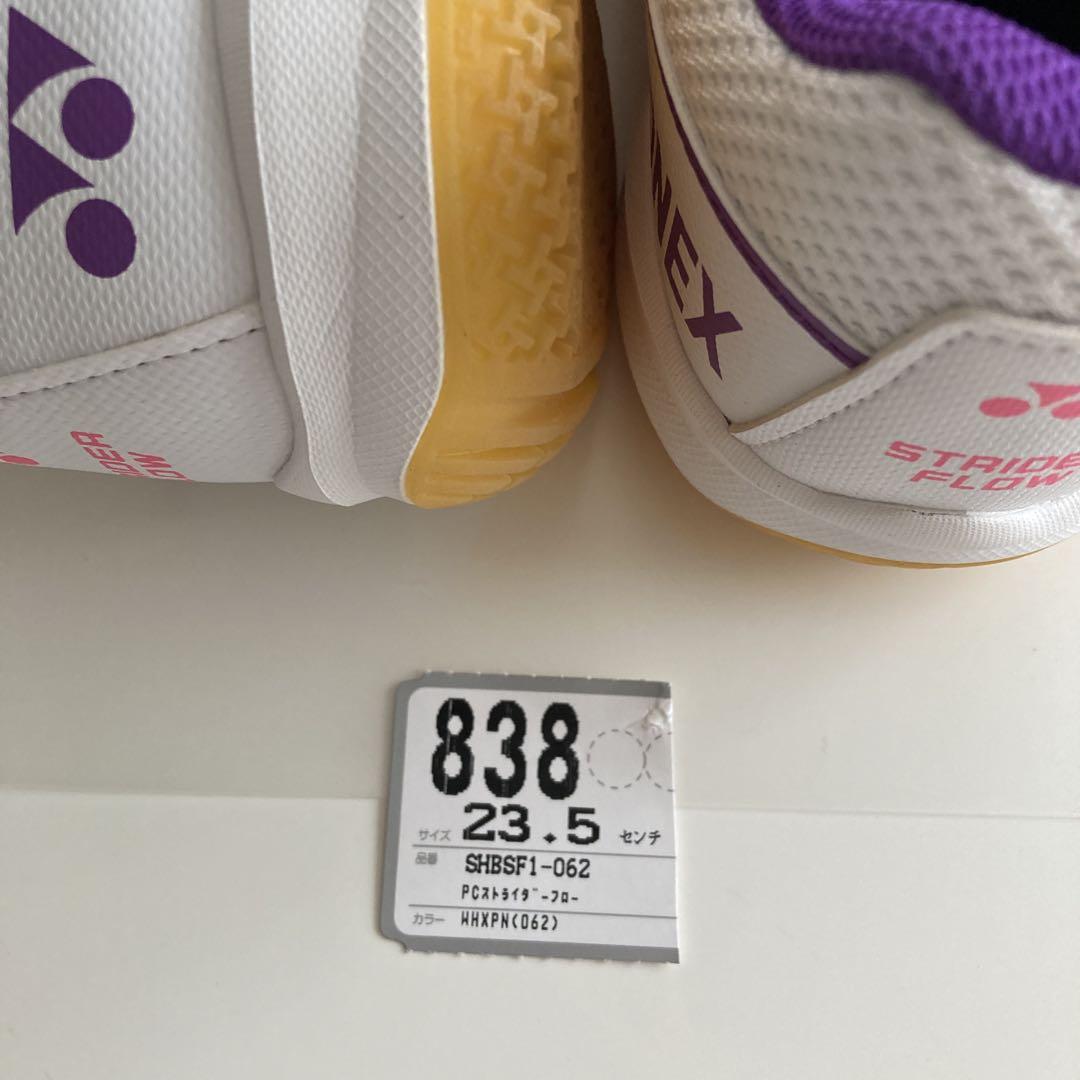 NEX
STRIDE
FLOW
838
サイズ 23.5 センチ
品番 SHBSF1-062
PCストライダーフロー
カラー WHXPN(062)